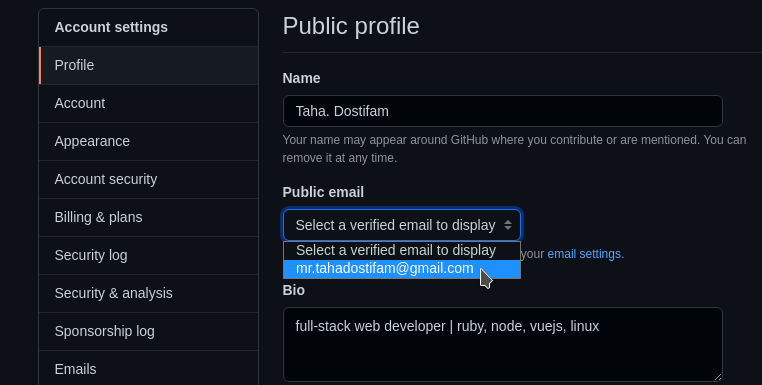 Account settings
Profile
Account
Appearance
Account security
Billing & plans
Security log
Security & analysis
Sponsorship log
Emails
Public profile
Name
Taha. Dostifam
Your name may appear around GitHub where you contribute or are mentioned. You can
remove it at any time.
Public email
Select a verified email to display
Select a verified email to display
mr.tahadostifam@gmail.com
your email settings.
Bio
full-stack web developer | ruby, node, vuejs, linux